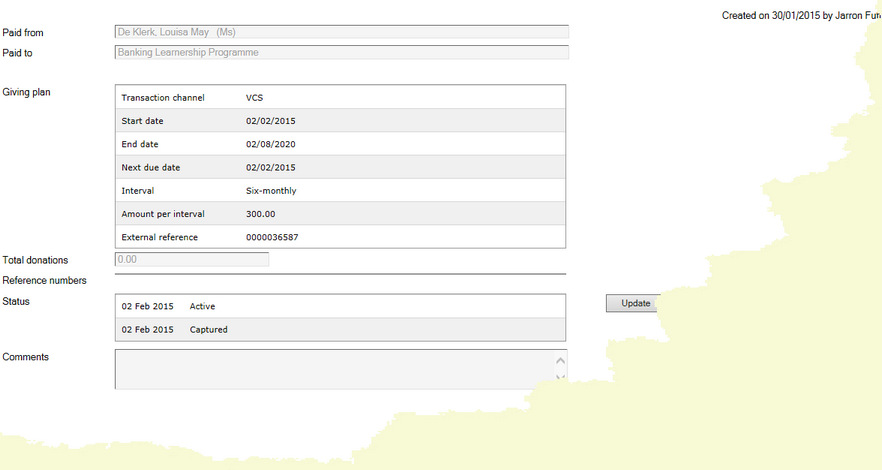 Created on 30/01/2015 by Jarron
Paid from De Klerk, Louisa May (Ms)
Paid to Banking Learnership Programme
Giving plan
Transaction channel VCS
Start date 02/02/2015
End date 02/08/2020
Next due date 02/02/2015
Interval Six-monthly
Amount per interval 300.00
External reference 0000036587
Total donations 0.00
Reference numbers
Status
02 Feb 2015 Active
Update
02 Feb 2015 Captured
Comments